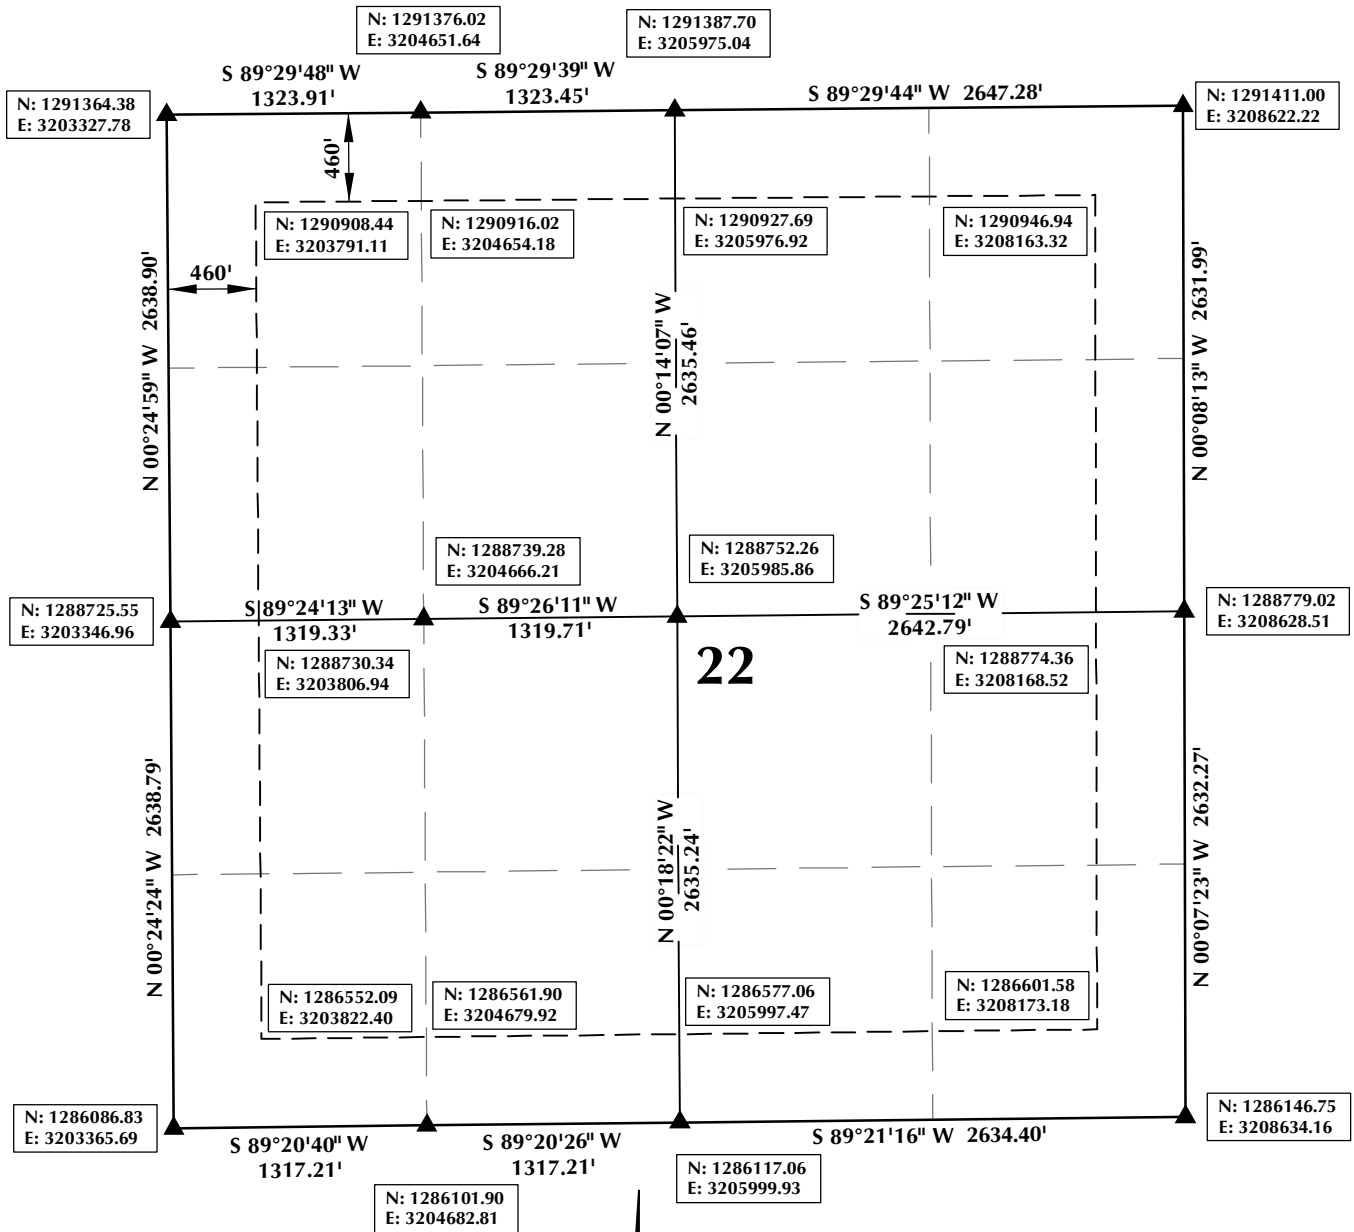 N: 1291376.02
E: 3204651.64
N: 1291387.70
E: 3205975.04
S 89°29'48" W
1323.91'
S 89°29'39" W
1323.45'
S 89°29'44" W 2647.28'
N: 1291364.38
E: 3203327.78
N: 1291411.00
E: 3208622.22
460'
N: 1290908.44
E: 3203791.11
N: 1290916.02
E: 3204654.18
N: 1290927.69
E: 3205976.92
N: 1290946.94
E: 3208163.32
460'
N 00°24'59" W 2638.90'
N 00°14'07" W
2635.46'
N 00°08'13" W 2631.99'
N: 1288739.28
E: 3204666.21
N: 1288752.26
E: 3205985.86
N: 1288725.55
E: 3203346.96
S 89°24'13" W
1319.33'
S 89°26'11" W
1319.71'
S 89°25'12" W
2642.79'
N: 1288779.02
E: 3208628.51
N: 1288730.34
E: 3203806.94
22
N: 1288774.36
E: 3208168.52
N 00°24'24" W 2638.79'
N 00°18'22" W
2635.24'
N 00°07'23" W 2632.27'
N: 1286552.09
E: 3203822.40
N: 1286561.90
E: 3204679.92
N: 1286577.06
E: 3205997.47
N: 1286601.58
E: 3208173.18
N: 1286086.83
E: 3203365.69
S 89°20'40" W
1317.21'
S 89°20'26" W
1317.21'
S 89°21'16" W 2634.40'
N: 1286146.75
E: 3208634.16
N: 1286117.06
E: 3205999.93
N: 1286101.90
E: 3204682.81